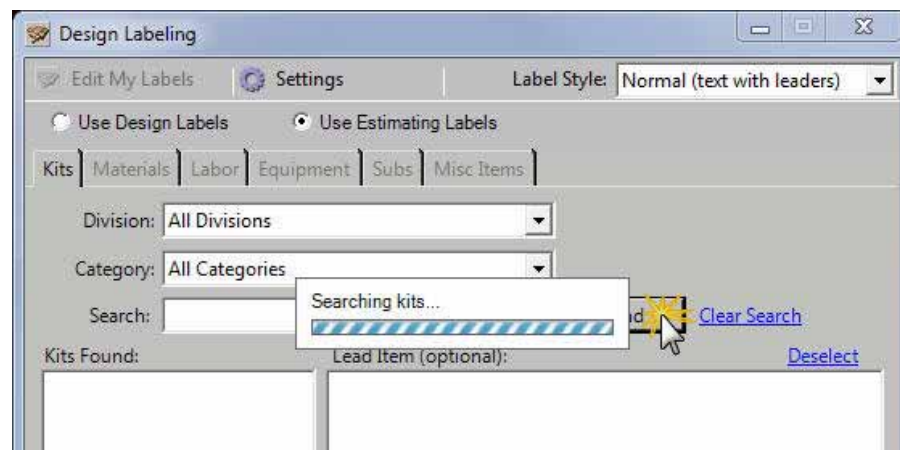 Design Labeling
Edit My Labels Settings Label Style: Normal (text with leaders)
Use Design Labels Use Estimating Labels
Kits Materials Labor Equipment Subs Misc Items
Division: All Divisions
Category: All Categories
Searching kits...
Search: Clear Search
Kits Found: Lead Item (optional): Deselect